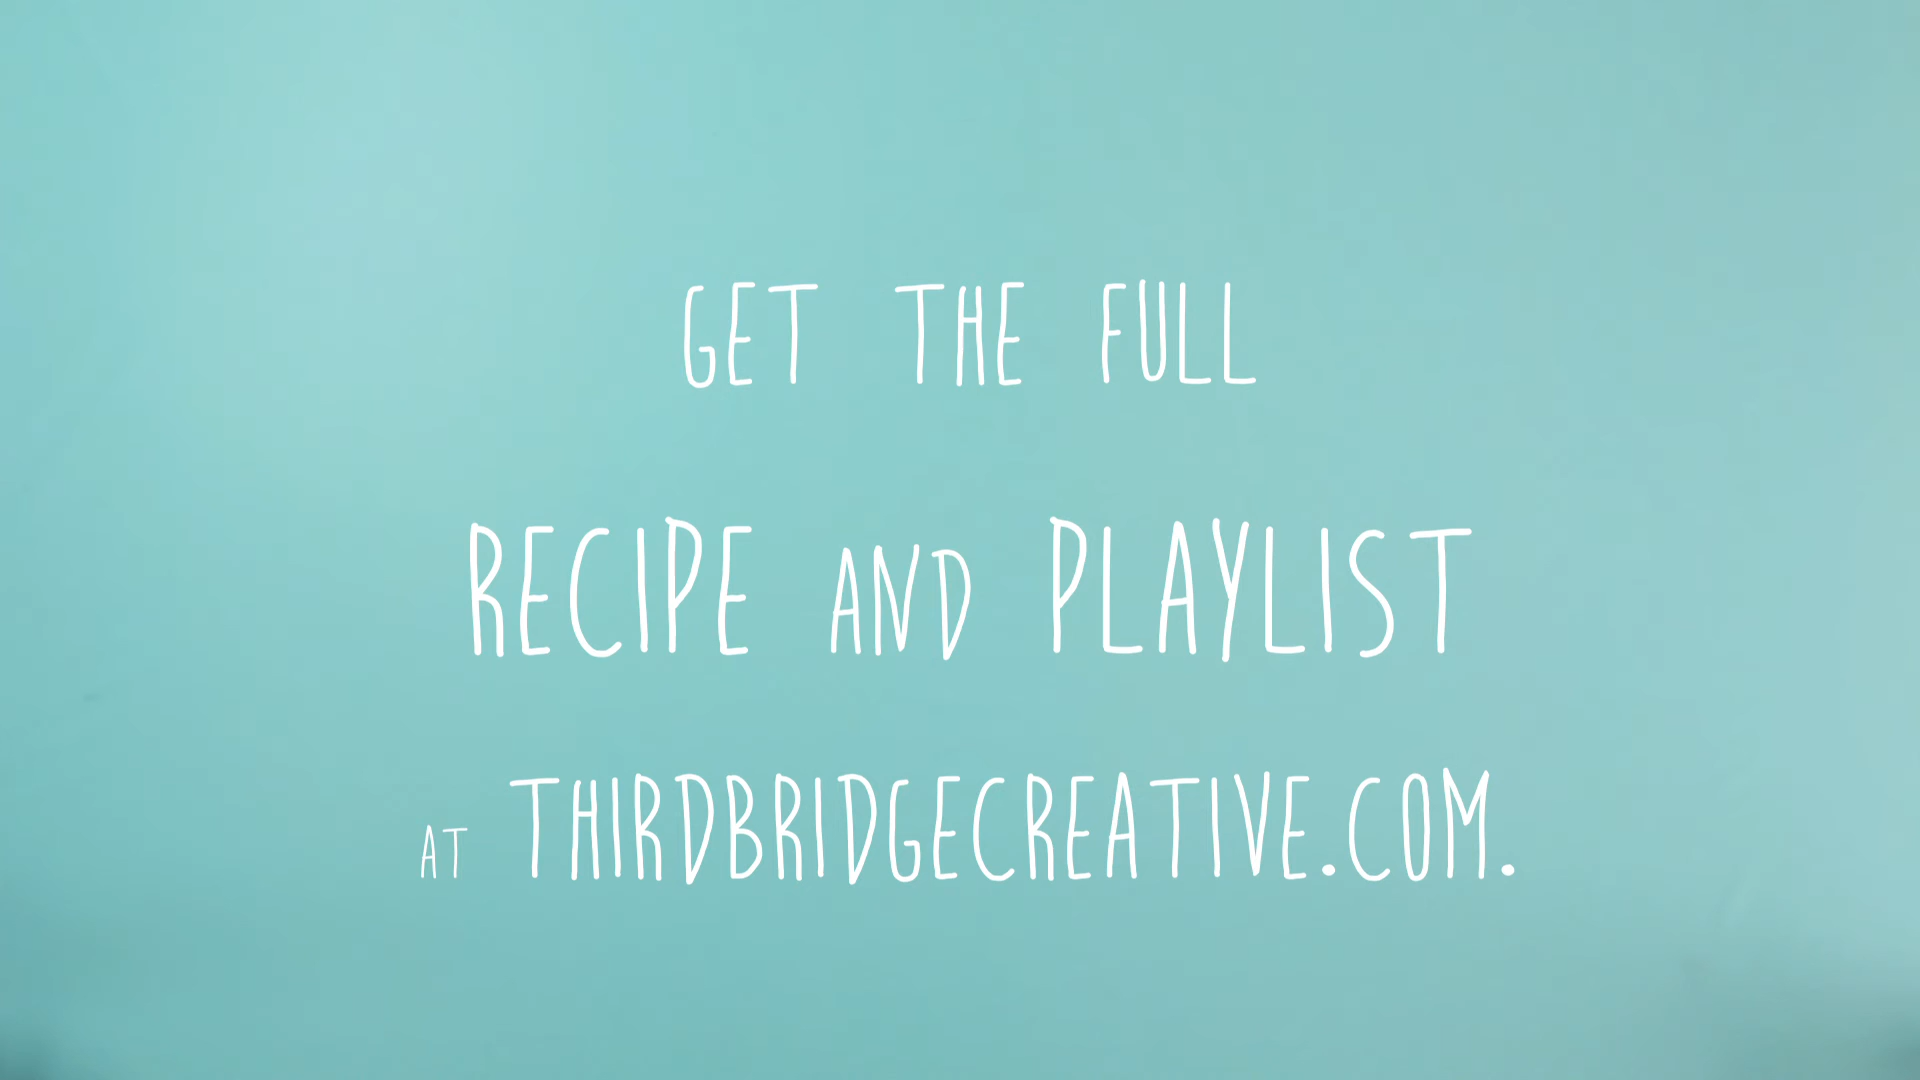 GET THE FULL
RECIPE AND PLAYLIST
AT THIRDBRIDGECREATIVE.COM.